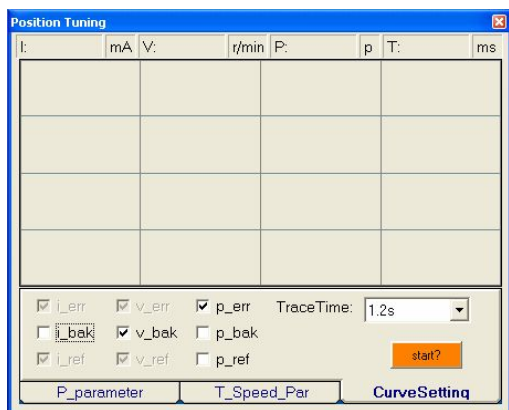 Position Tuning
I: mA V: r/min P: p T: ms
i_err v_err p_err TraceTime: 1.2s
i_bak v_bak p_bak
i_ref v_ref p_ref start?
P_parameter T_Speed_Par CurveSetting